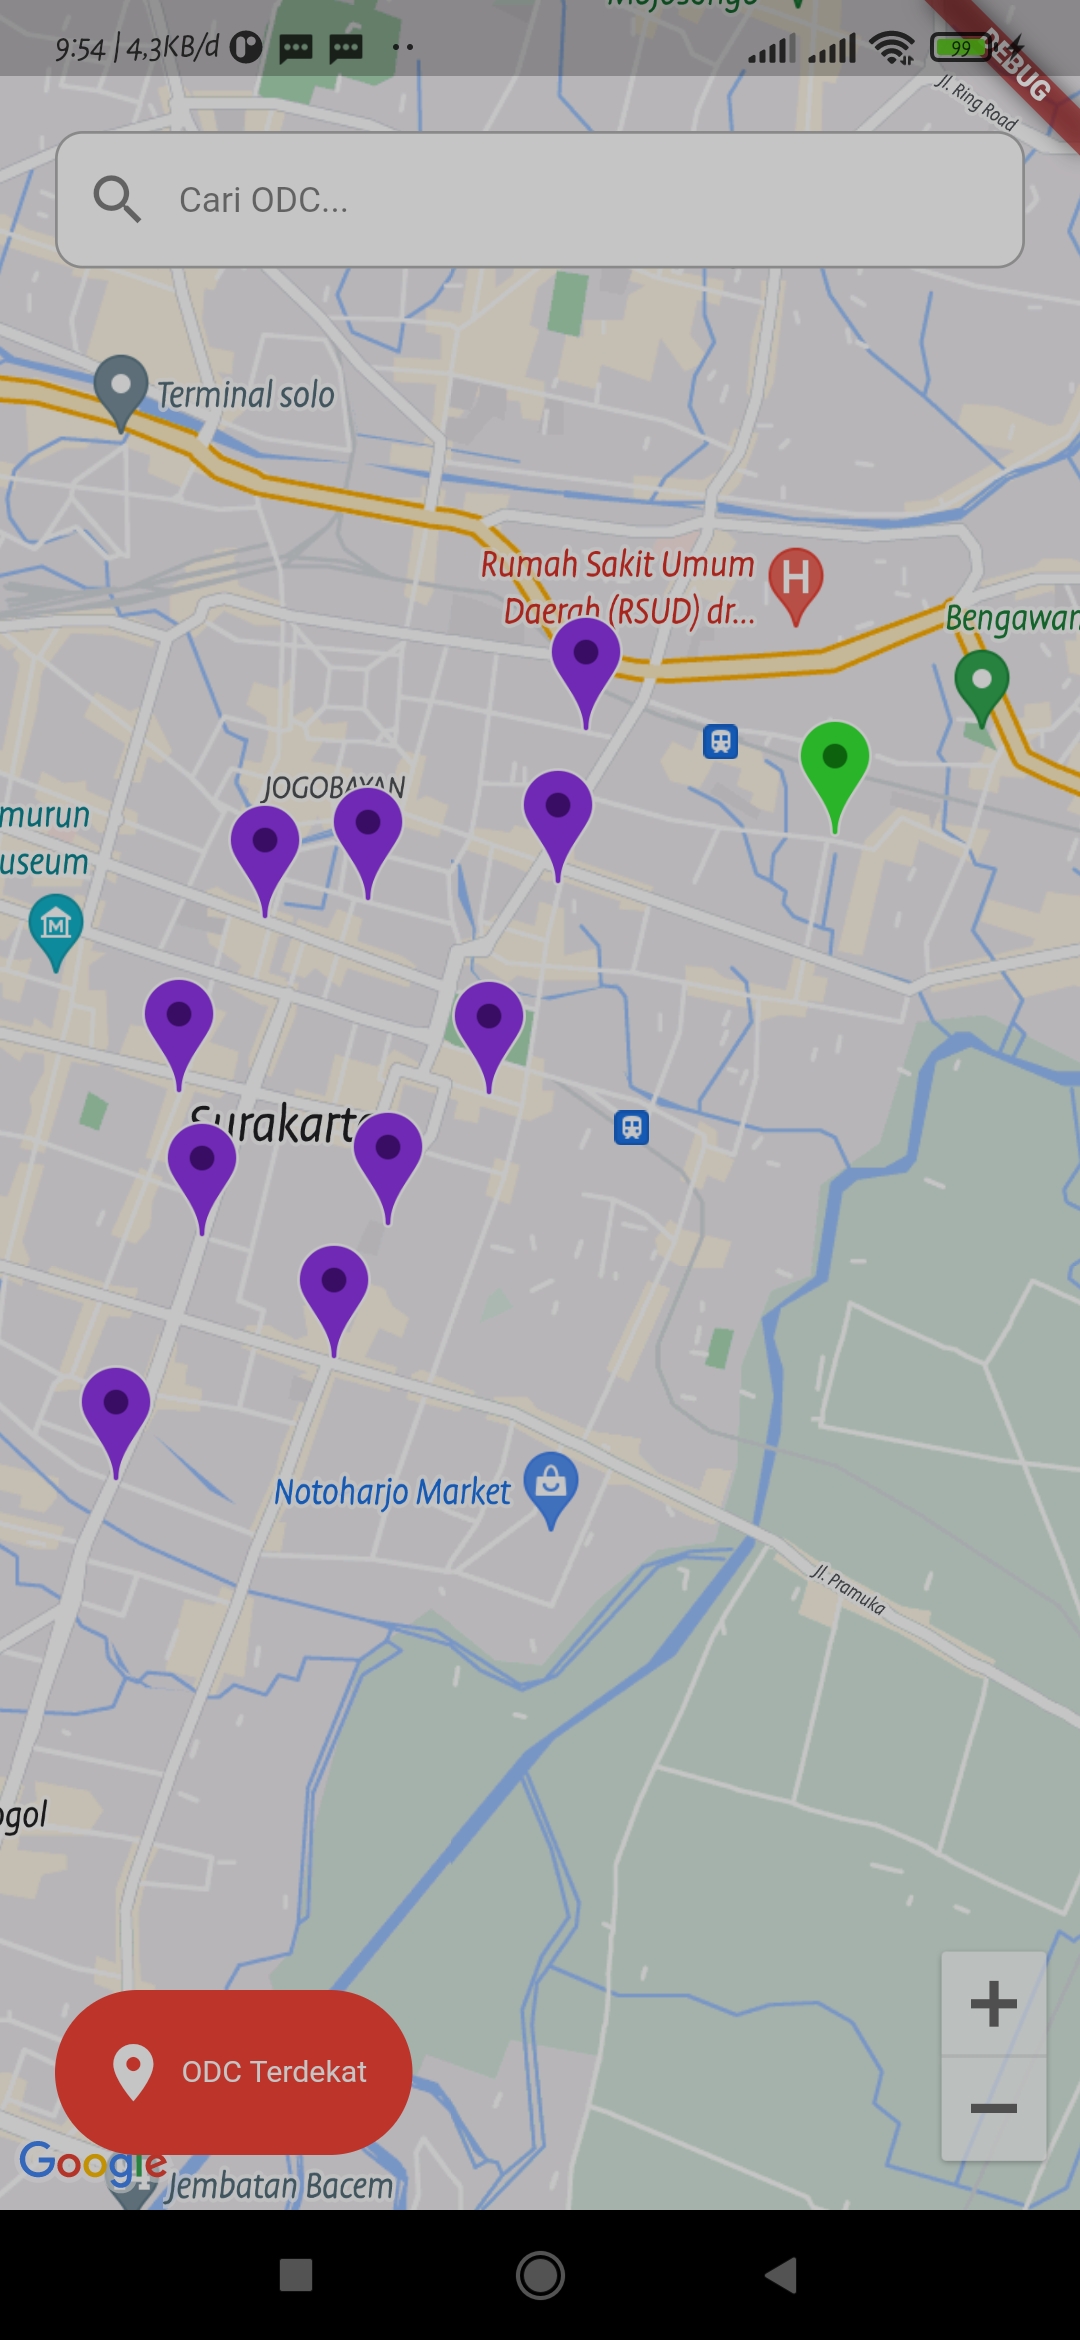 9:54 | 4,3KB/d
99
DEBUG
Jl. Ring Road
Cari ODC...
Terminal solo
Rumah Sakit Umum
Daerah (RSUD) dr...
Bengawan
JOGOBAYAN
murun
useum
M
Surakarta
Notoharjo Market
Jl. Pramuka
ogol
ODC Terdekat
Google
Jembatan Bacem